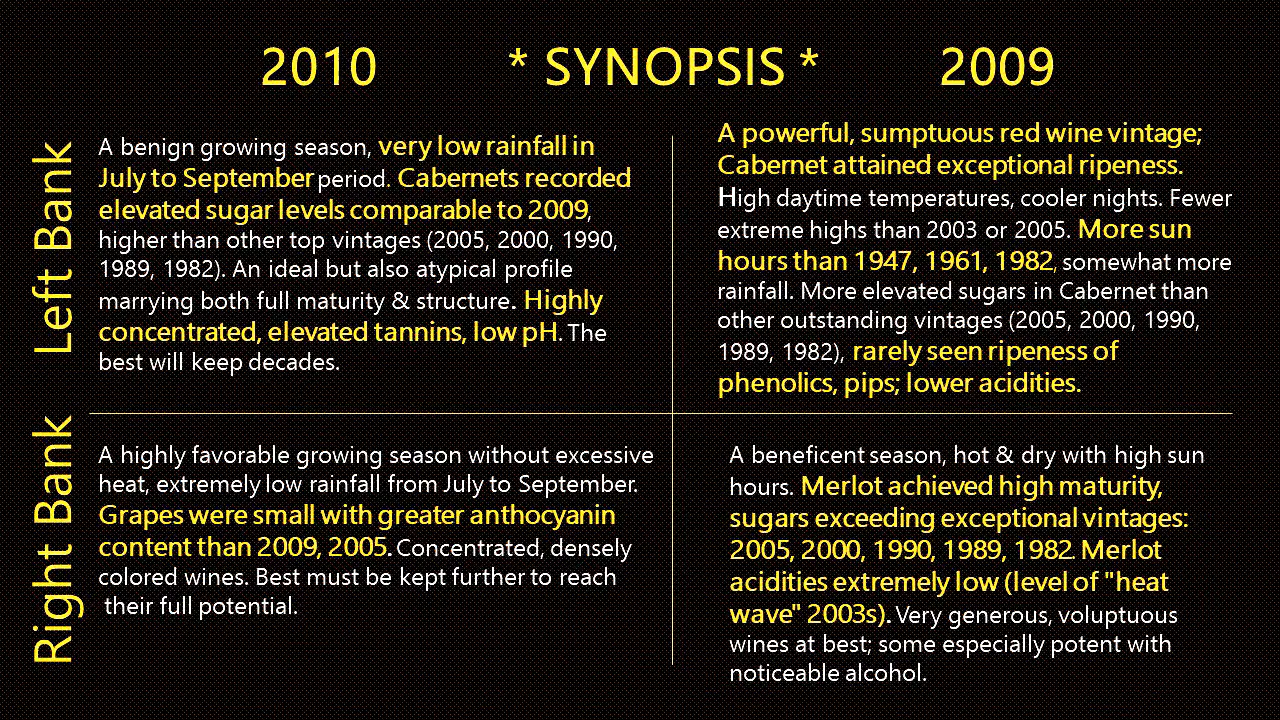 2010 * SYNOPSIS * 2009
Left Bank
A benign growing season, very low rainfall in
July to September period. Cabernets recorded
elevated sugar levels comparable to 2009,
higher than other top vintages (2005, 2000, 1990,
1989, 1982). An ideal but also atypical profile
marrying both full maturity & structure. Highly
concentrated, elevated tannins, low pH. The
best will keep decades.
A powerful, sumptuous red wine vintage;
Cabernet attained exceptional ripeness.
High daytime temperatures, cooler nights. Fewer
extreme highs than 2003 or 2005. More sun
hours than 1947, 1961, 1982, somewhat more
rainfall. More elevated sugars in Cabernet than
other outstanding vintages (2005, 2000, 1990,
1989, 1982), rarely seen ripeness of
phenolics, pips; lower acidities.
Right Bank
A highly favorable growing season without excessive
heat, extremely low rainfall from July to September.
Grapes were small with greater anthocyanin
content than 2009, 2005. Concentrated, densely
colored wines. Best must be kept further to reach
their full potential.
A beneficent season, hot & dry with high sun
hours. Merlot achieved high maturity,
sugars exceeding exceptional vintages:
2005, 2000, 1990, 1989, 1982. Merlot
acidities extremely low (level of "heat
wave" 2003s). Very generous, voluptuous
wines at best; some especially potent with
noticeable alcohol.